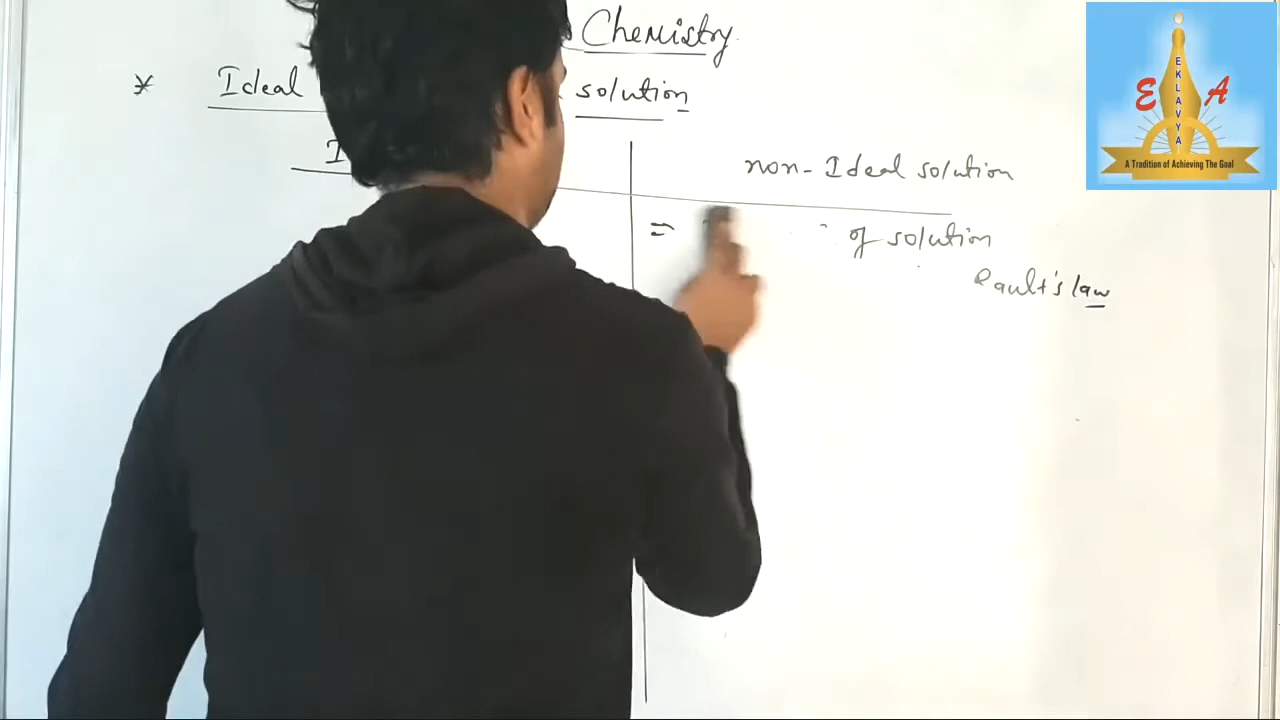 Chemistry
* Ideal solution
non-Ideal solution
= of solution
Rault's law
E A
EKLAVYA
A Tradition of Achieving The Goal